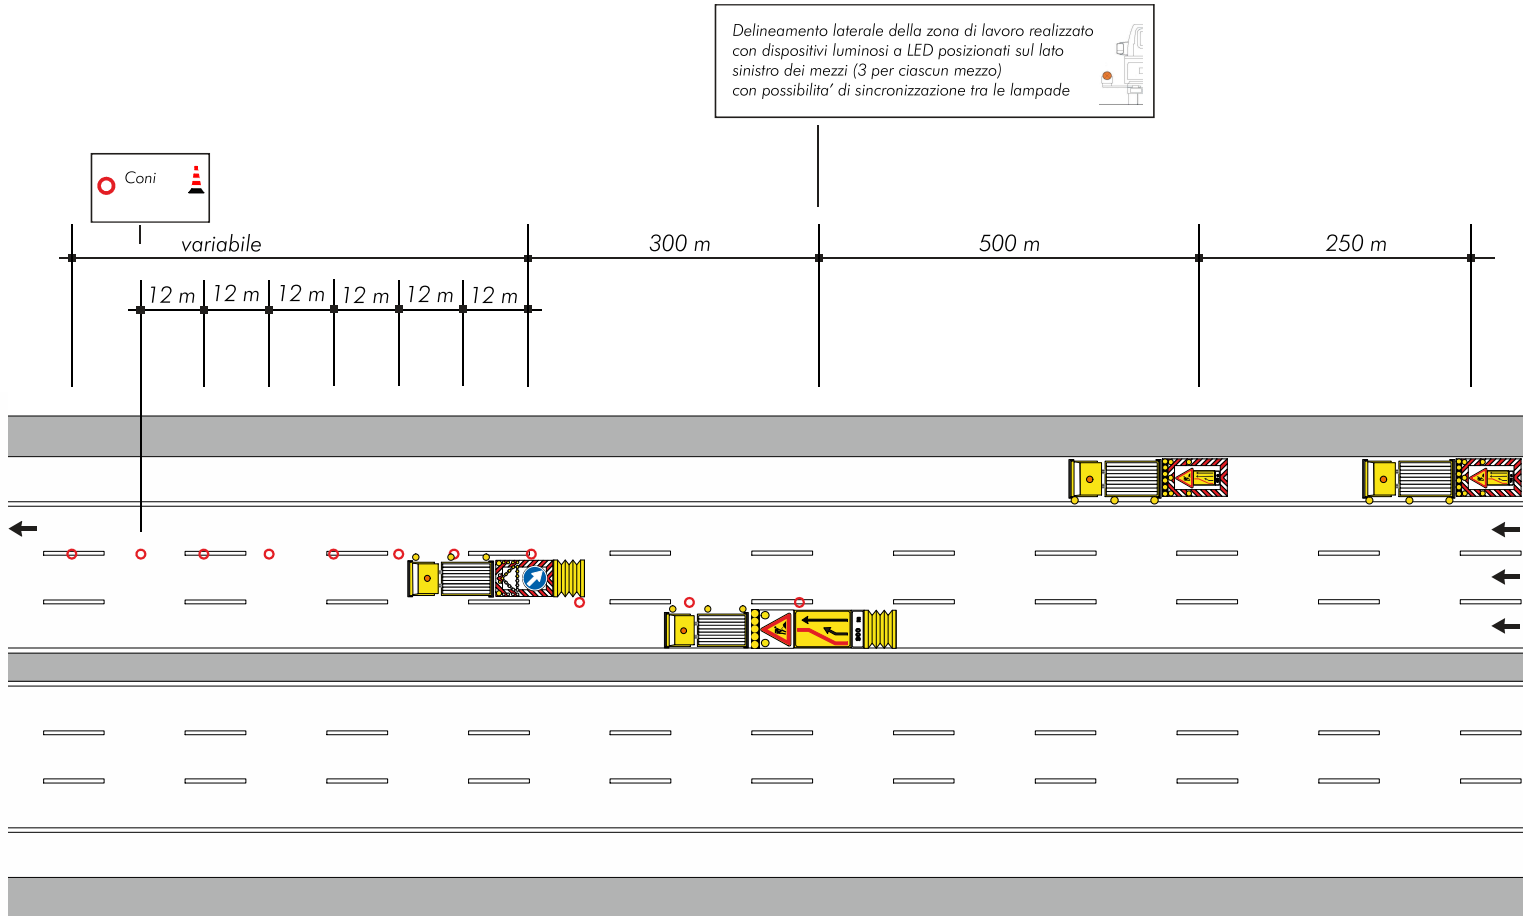 Delineamento laterale della zona di lavoro realizzato
con dispositivi luminosi a LED posizionati sul lato
sinistro dei mezzi (3 per ciascun mezzo)
con possibilita' di sincronizzazione tra le lampade
Coni
variabile
300 m
500 m
250 m
12 m
12 m
12 m
12 m
12 m
12 m